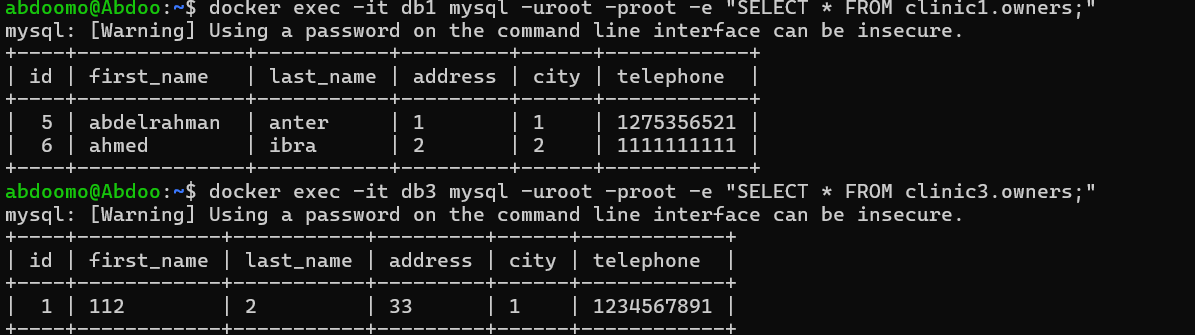 abdoomo@Abdoo:~$ docker exec -it db1 mysql -uroot -proot -e "SELECT * FROM clinic1.owners;"
mysql: [Warning] Using a password on the command line interface can be insecure.
+----+--------------+-----------+---------+------+------------+
| id | first_name   | last_name | address | city | telephone  |
+----+--------------+-----------+---------+------+------------+
|  5 | abdelrahman  | anter     | 1       | 1    | 1275356521 |
|  6 | ahmed        | ibra      | 2       | 2    | 1111111111 |
+----+--------------+-----------+---------+------+------------+
abdoomo@Abdoo:~$ docker exec -it db3 mysql -uroot -proot -e "SELECT * FROM clinic3.owners;"
mysql: [Warning] Using a password on the command line interface can be insecure.
+----+------------+-----------+---------+------+------------+
| id | first_name | last_name | address | city | telephone  |
+----+------------+-----------+---------+------+------------+
|  1 | 112        | 2         | 33      | 1    | 1234567891 |
+----+------------+-----------+---------+------+------------+